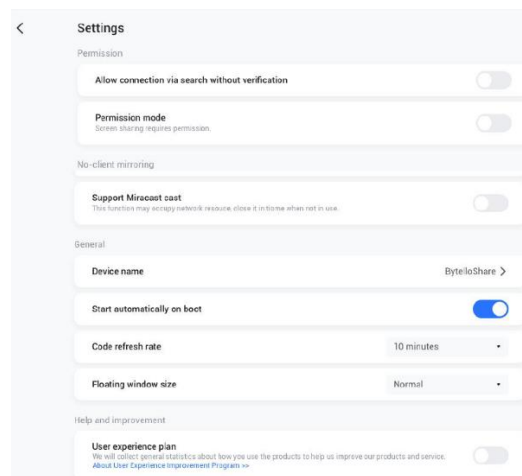 Settings
Permission
Allow connection via search without verification
Permission mode
Screen sharing requires permission.
No-client mirroring
Support Miracast cast
This function may occupy network resouse, close it in tiome when not in use.
General
Device name
BytelloShare >
Start automatically on boot
Code refresh rate
10 minutes
Floating window size
Normal
Help and improvement
User experience plan
We will collect general statistics about how you use the products to help us improve our products and service.
About User Experience Improvement Program >>